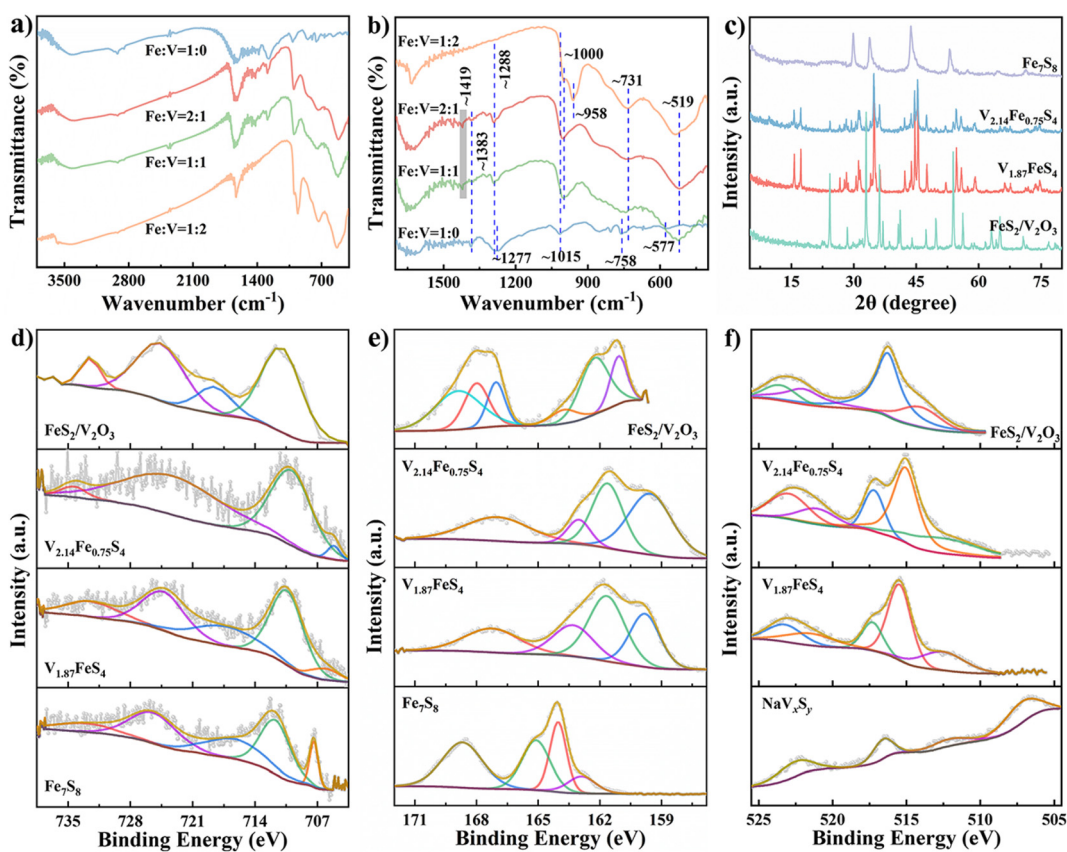 a)
Fe:V=1:0
Fe:V=2:1
Fe:V=1:1
Fe:V=1:2
Transmittance (%)
3500 2100 1400 700
Wavenumber (cm⁻¹)
b)
Fe:V=1:2
Fe:V=2:1
Fe:V=1:1
Fe:V=1:0
~1419
~1383
~1288
~1000
~958
~731
~519
~1277
~1015
~758
~577
Transmittance (%)
1500 1200 900 600
Wavenumber (cm⁻¹)
c)
Fe₇S₈
V₂.₁₄Fe₀.₇₅S₄
V₁.₈₇FeS₄
FeS₂/V₂O₃
Intensity (a.u.)
15 30 45 60 75
2θ (degree)
d)
FeS₂/V₂O₃
V₂.₁₄Fe₀.₇₅S₄
V₁.₈₇FeS₄
Fe₇S₈
Intensity (a.u.)
735 728 721 714 707
Binding Energy (eV)
e)
FeS₂/V₂O₃
V₂.₁₄Fe₀.₇₅S₄
V₁.₈₇FeS₄
Fe₇S₈
Intensity (a.u.)
171 168 165 162 159
Binding Energy (eV)
f)
FeS₂/V₂O₃
V₂.₁₄Fe₀.₇₅S₄
V₁.₈₇FeS₄
NaVₓSᵧ
Intensity (a.u.)
525 520 515 510 505
Binding Energy (eV)